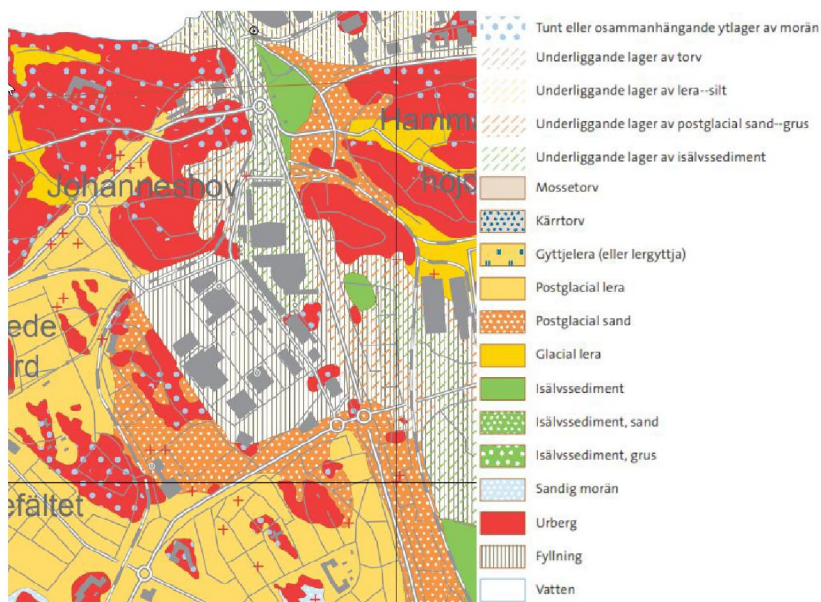 Hamm
höjd
Johanneshov
ede
rd
efältet
Tunt eller osammanhängande ytlager av morän
Underliggande lager av torv
Underliggande lager av lera--silt
Underliggande lager av postglacial sand--grus
Underliggande lager av isälvssediment
Mossetorv
Kärrtorv
Gyttjelera (eller lergyttja)
Postglacial lera
Postglacial sand
Glacial lera
Isälvssediment
Isälvssediment, sand
Isälvssediment, grus
Sandig morän
Urberg
Fyllning
Vatten